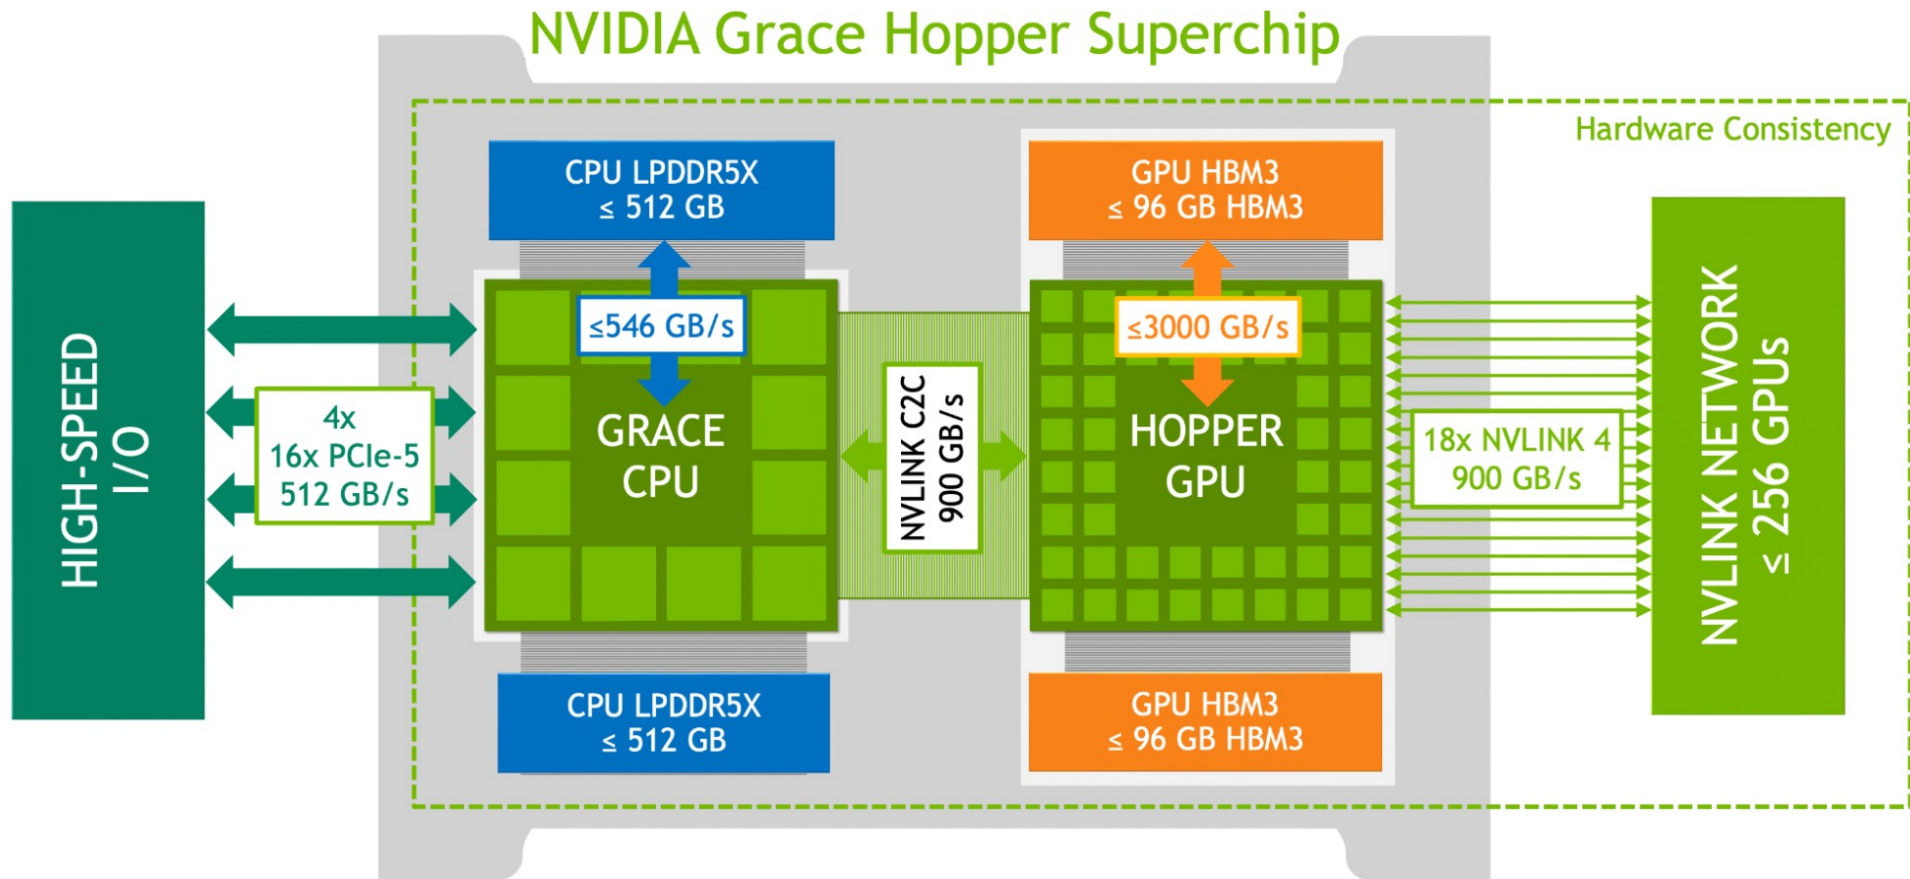 NVIDIA Grace Hopper Superchip
Hardware Consistency
HIGH-SPEED
I/O
4x
16x PCIe-5
512 GB/s
CPU LPDDR5X
≤ 512 GB
≤546 GB/s
GRACE
CPU
CPU LPDDR5X
≤ 512 GB
NVLINK C2C
900 GB/s
GPU HBM3
≤ 96 GB HBM3
≤3000 GB/s
HOPPER
GPU
GPU HBM3
≤ 96 GB HBM3
18x NVLINK 4
900 GB/s
NVLINK NETWORK
≤ 256 GPUs